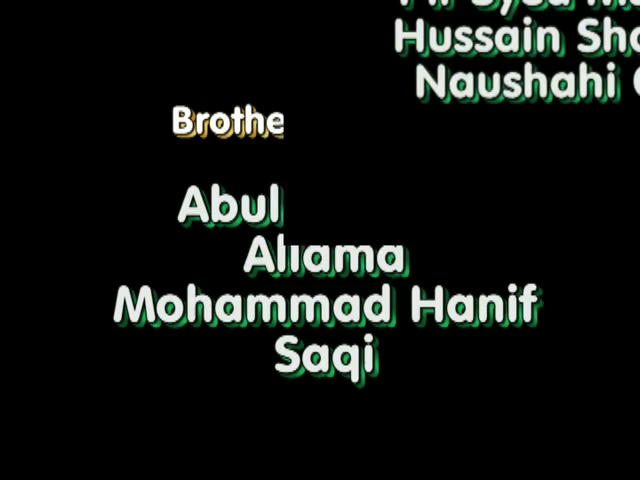 Hussain Sha
Naushahi
Brothe
Abul
Allama
Mohammad Hanif
Saqi